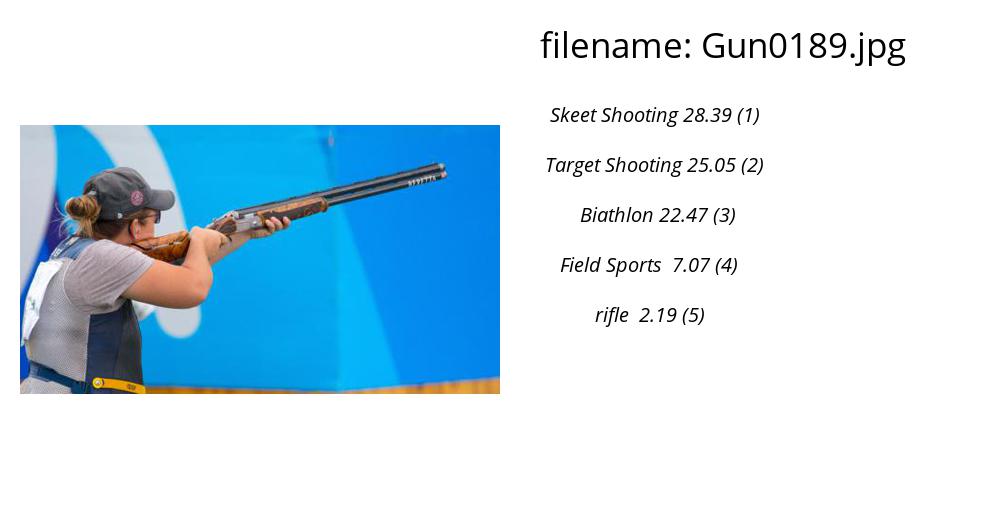 filename: Gun0189.jpg
Skeet Shooting 28.39 (1)
Target Shooting 25.05 (2)
Biathlon 22.47 (3)
Field Sports 7.07 (4)
rifle 2.19 (5)
BERETTA